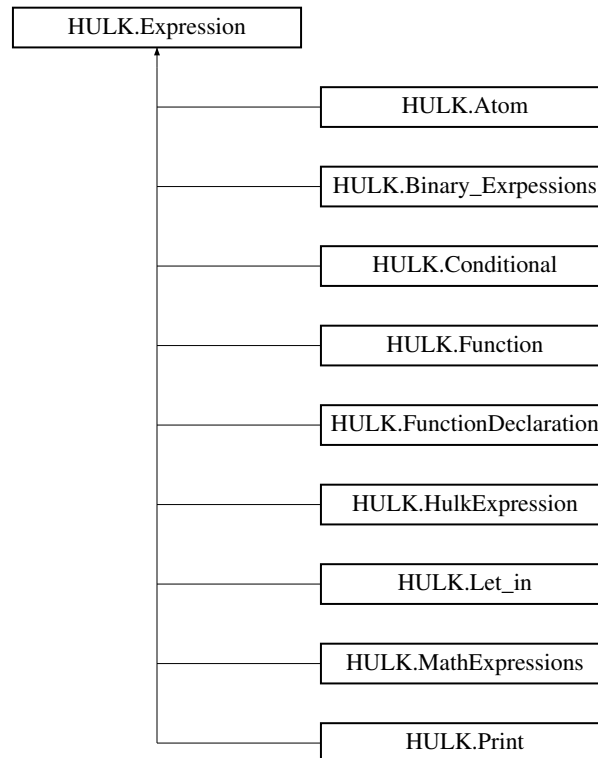 HULK.Expression
HULK.Atom
HULK.Binary_Exrpessions
HULK.Conditional
HULK.Function
HULK.FunctionDeclaration
HULK.HulkExpression
HULK.Let_in
HULK.MathExpressions
HULK.Print